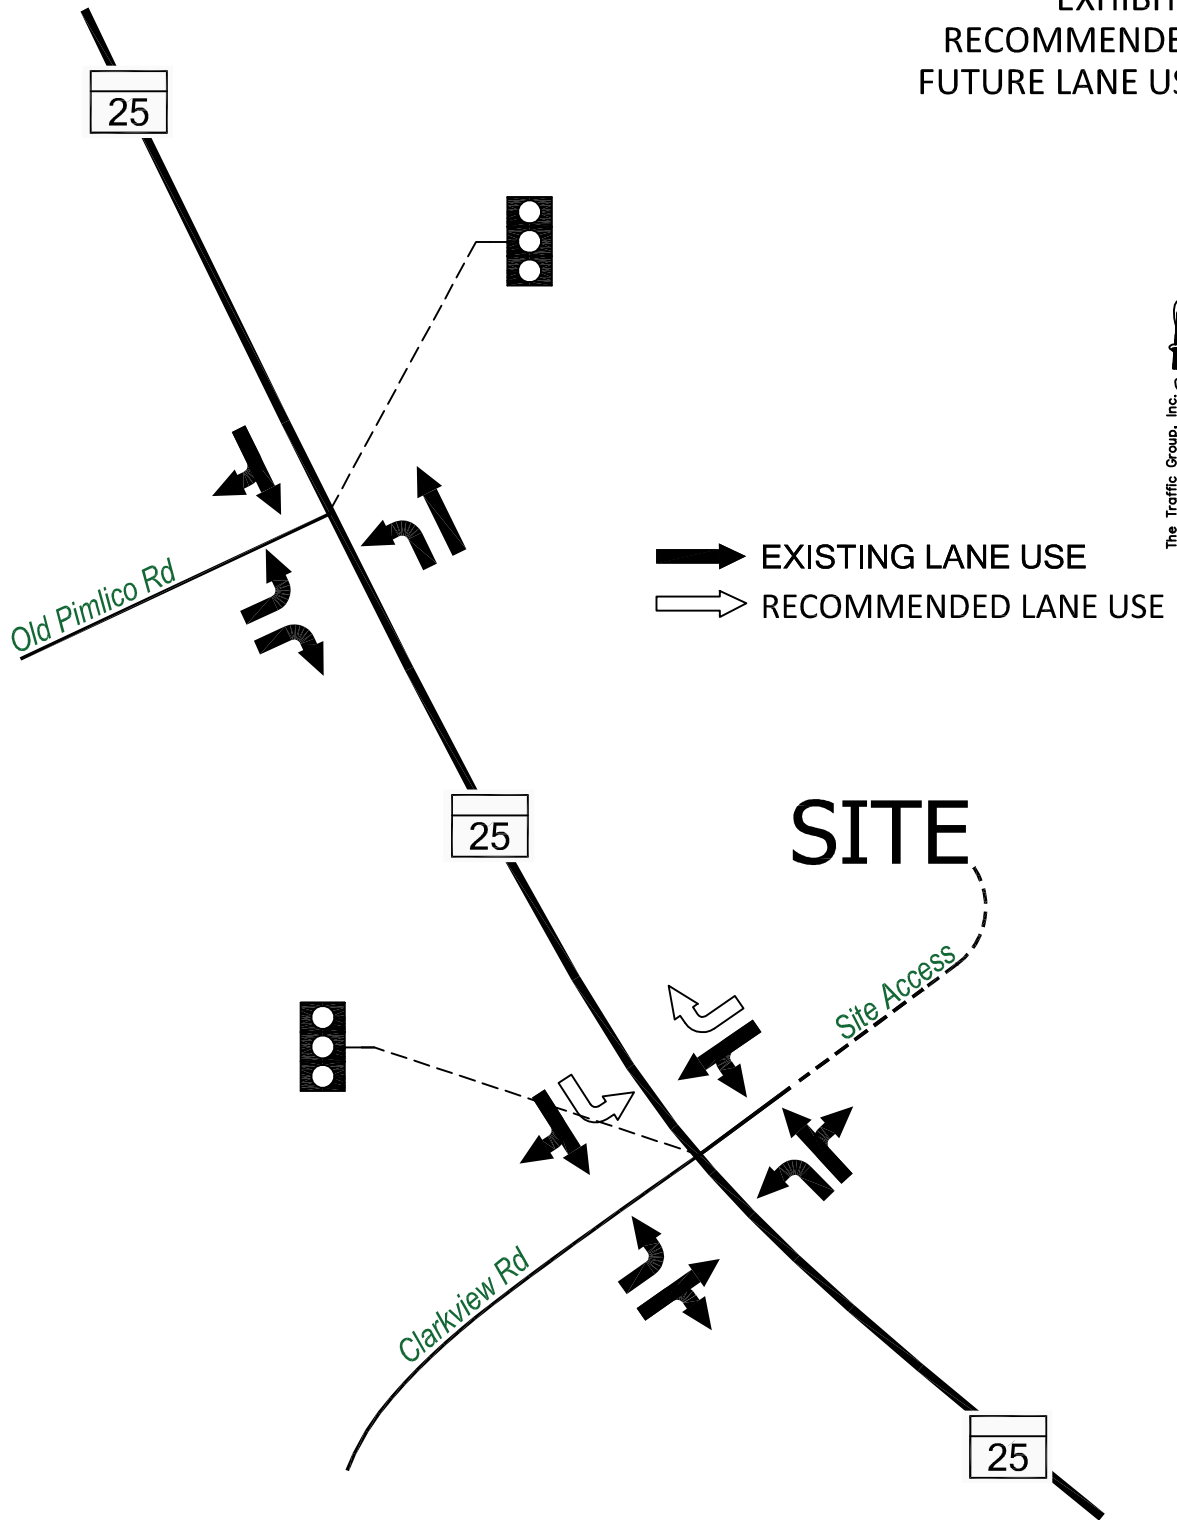 RECOMMENDE
FUTURE LANE US
25
The Traffic Group, Inc.
EXISTING LANE USE
RECOMMENDED LANE USE
Old Pimlico Rd
25
SITE
Site Access
Clarkview Rd
25